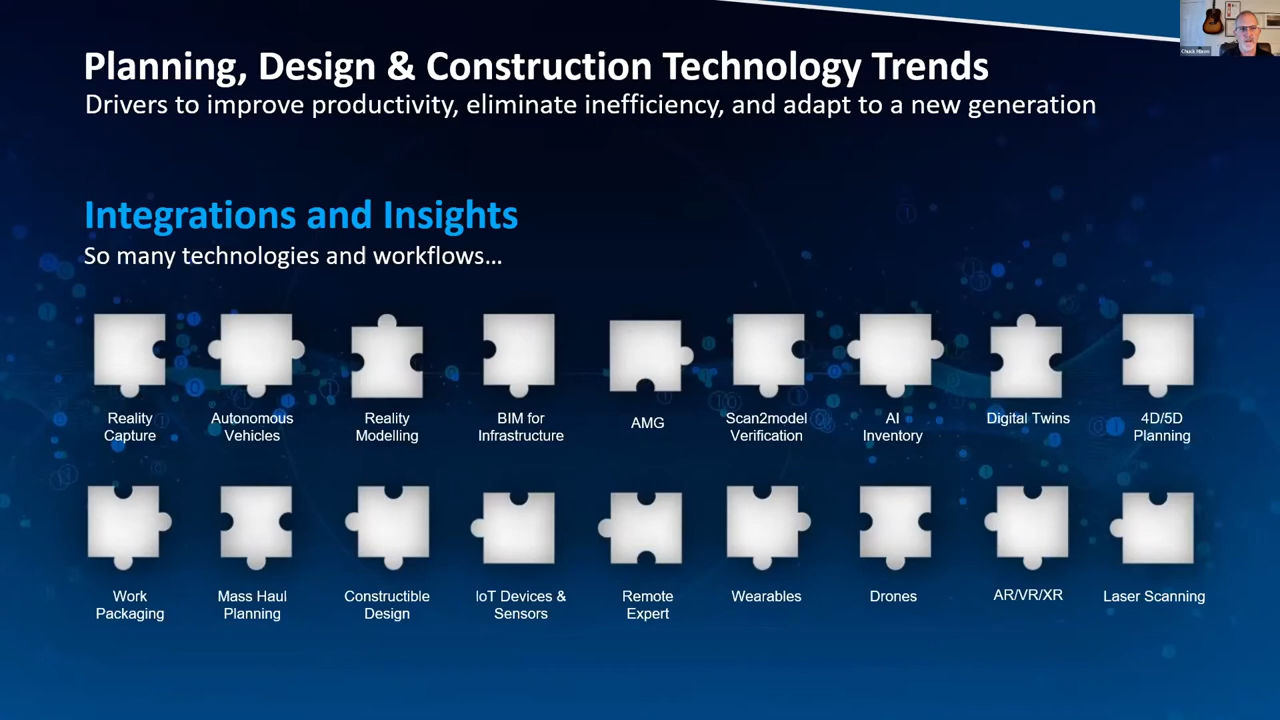 Planning, Design & Construction Technology Trends
Drivers to improve productivity, eliminate inefficiency, and adapt to a new generation
Integrations and Insights
So many technologies and workflows...
Reality
Capture
Autonomous
Vehicles
Reality
Modelling
BIM for
Infrastructure
AMG
Scan2model
Verification
AI
Inventory
Digital Twins
4D/5D
Planning
Work
Packaging
Mass Haul
Planning
Constructible
Design
IoT Devices &
Sensors
Remote
Expert
Wearables
Drones
AR/VR/XR
Laser Scanning